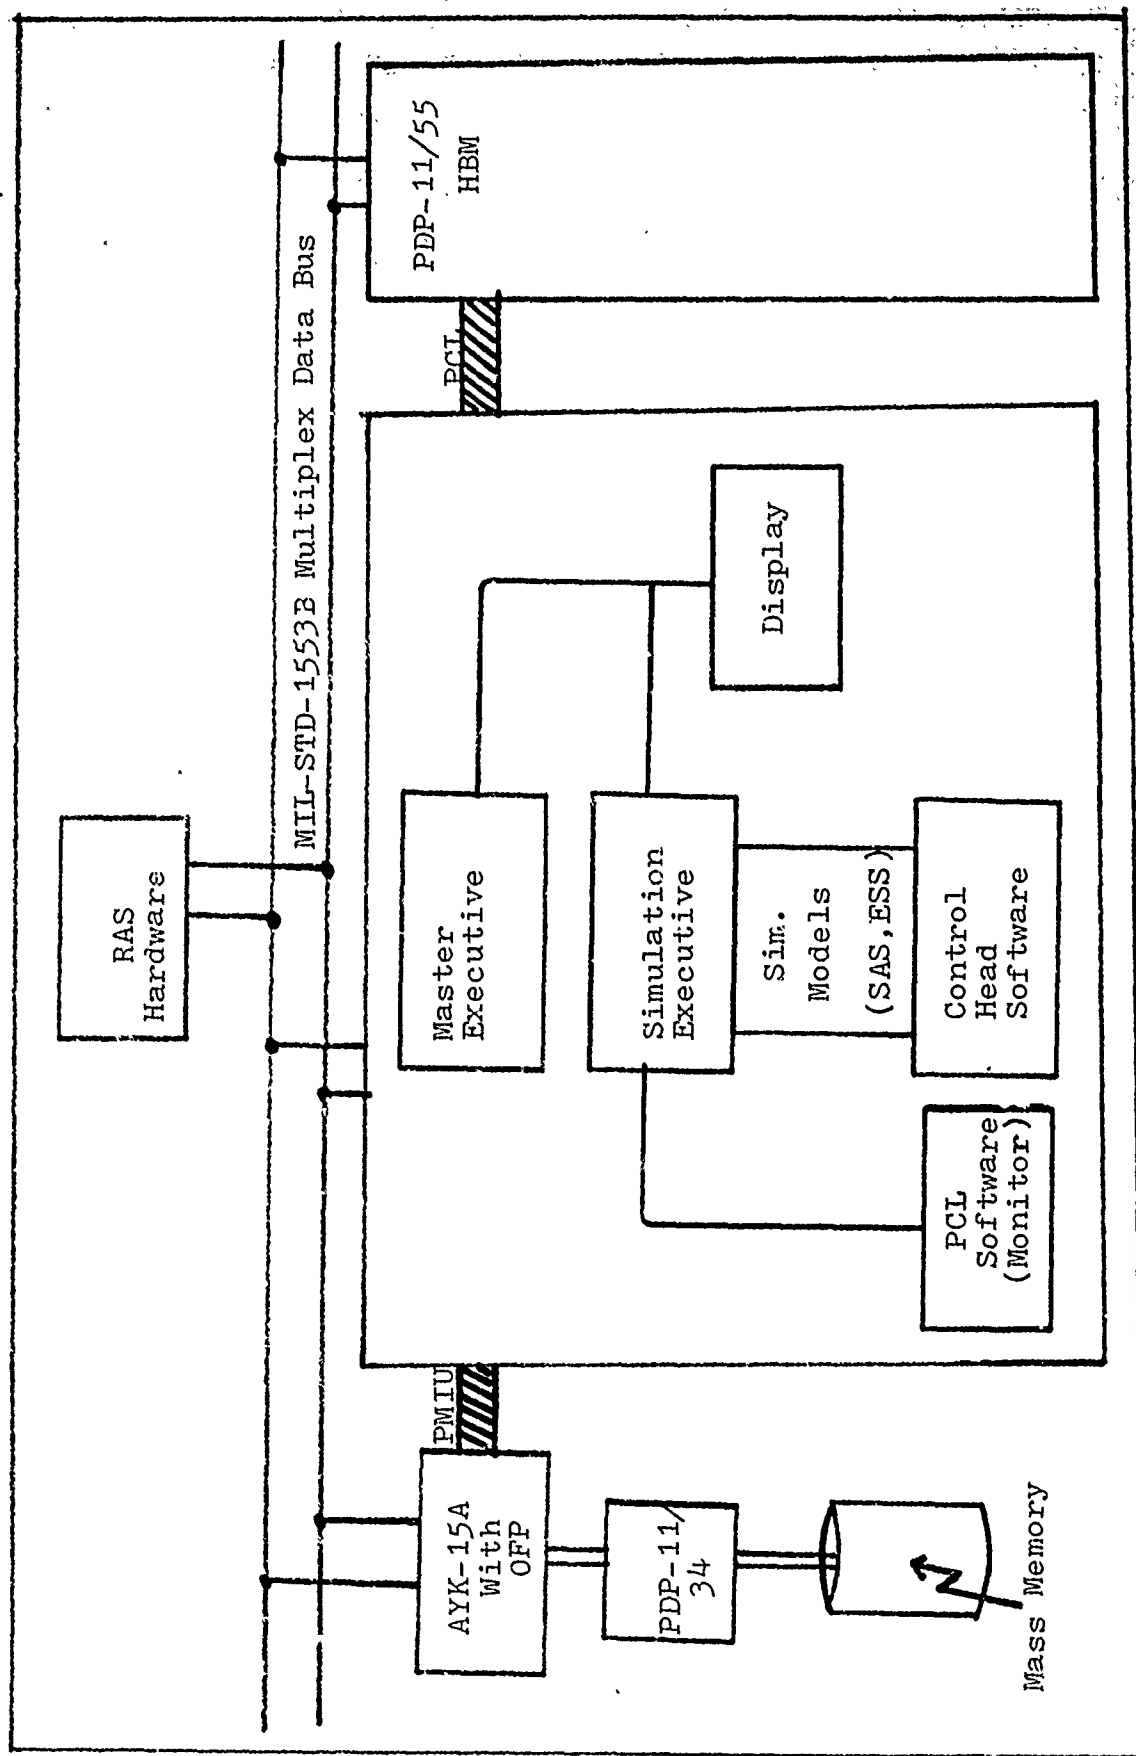 RAS
Hardware
MIL-STD-1553B Multiplex Data Bus
AYK-15A
With
OFP
PMIU
PDP-11/
34
Mass Memory
Master
Executive
Simulation
Executive
Sim.
Models
(SAS,ESS)
Control
Head
Software
PCL
Software
(Monitor)
Display
PCL
PDP-11/55
HBM